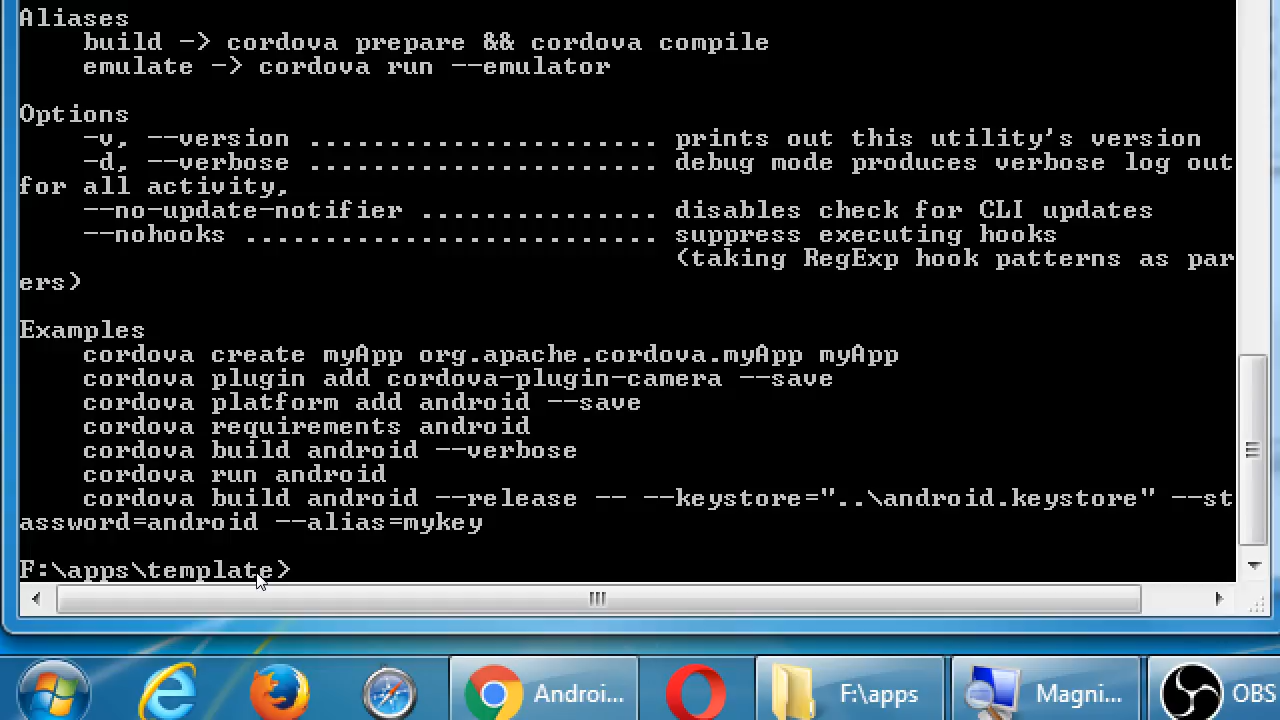 Aliases
build -> cordova prepare && cordova compile
emulate -> cordova run --emulator
Options
-v, --version ...................... prints out this utility's version
-d, --verbose ...................... debug mode produces verbose log out
for all activity,
--no-update-notifier ............... disables check for CLI updates
--nohooks .......................... suppress executing hooks
(taking RegExp hook patterns as par
ers)
Examples
cordova create myApp org.apache.cordova.myApp myApp
cordova plugin add cordova-plugin-camera --save
cordova platform add android --save
cordova requirements android
cordova build android --verbose
cordova run android
cordova build android --release -- --keystore="..\android.keystore" --st
assword=android --alias=mykey
F:\apps\template>
Androi... F:\apps Magni... OBS